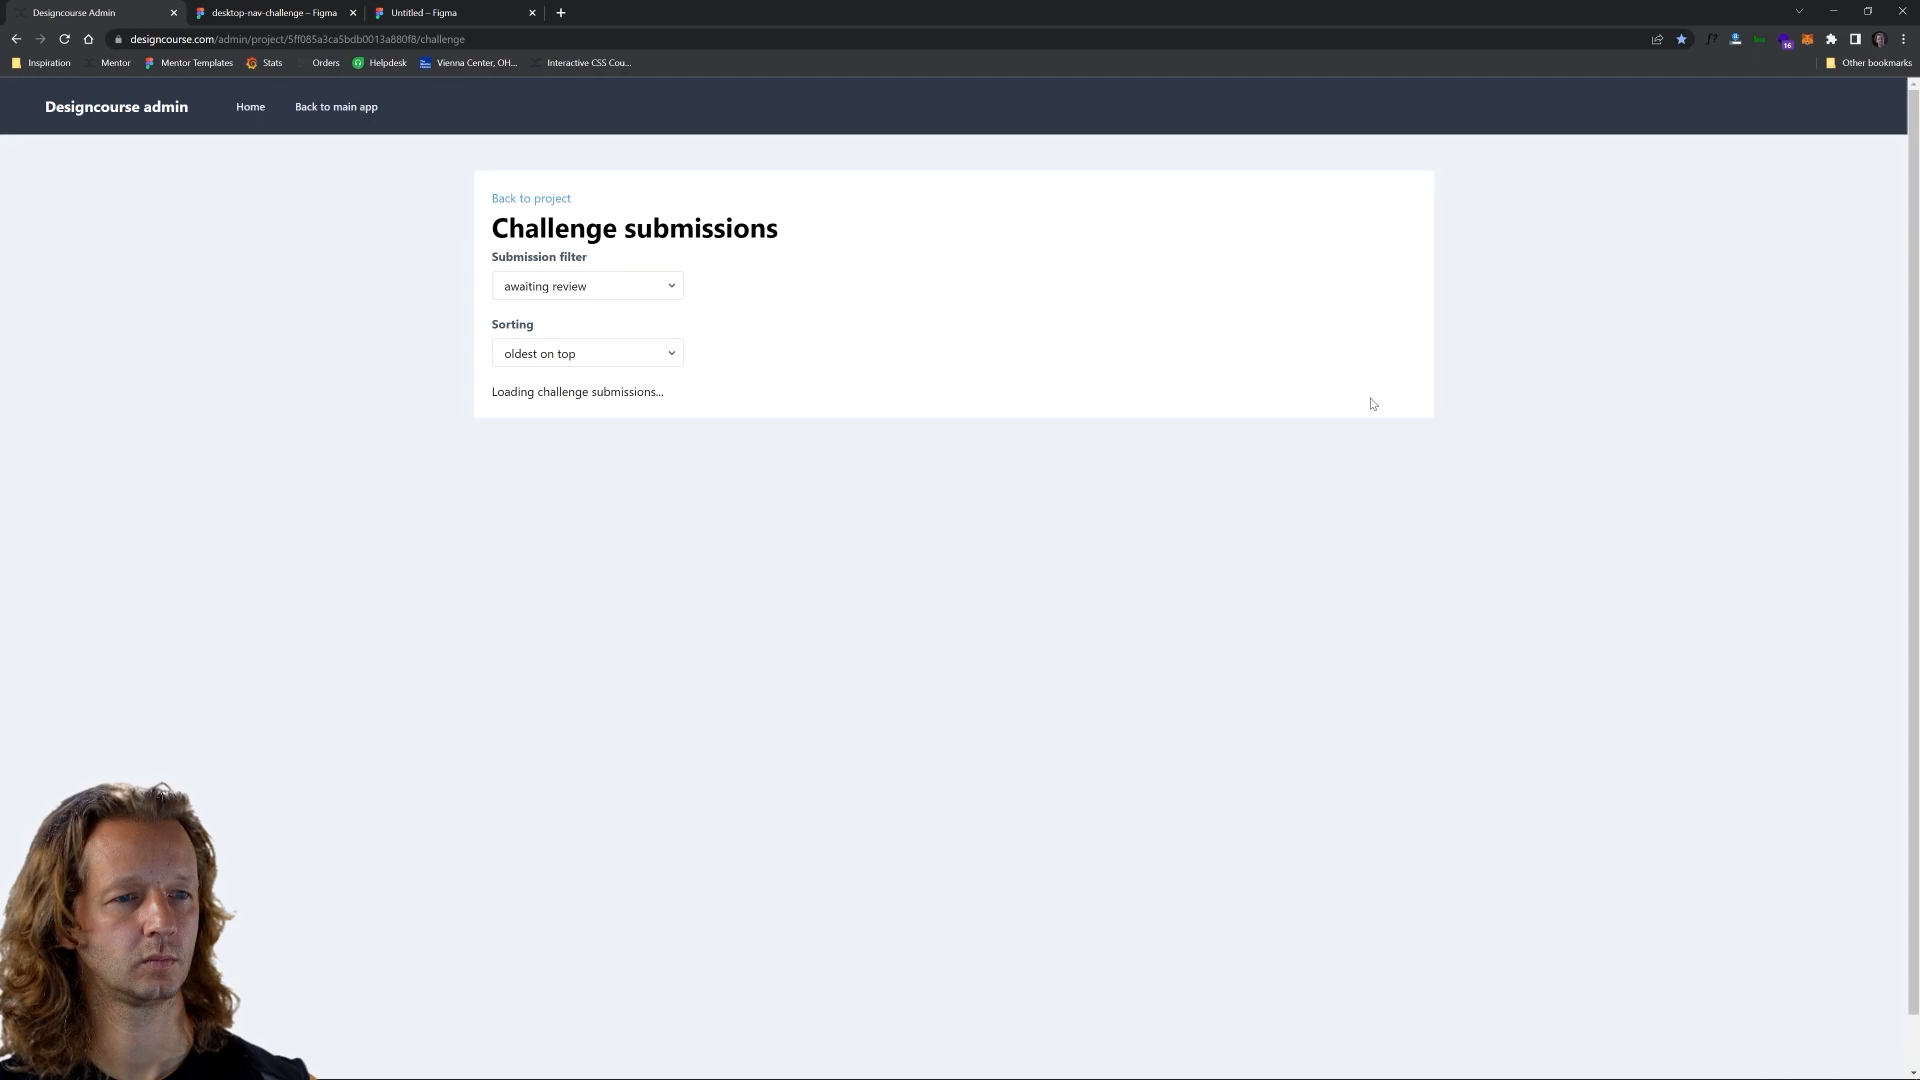 Designcourse Admin
desktop-nav-challenge – Figma
Untitled – Figma
designcourse.com/admin/project/5ff085a3ca5bdb0013a880f8/challenge
16
Inspiration
Mentor
Mentor Templates
Stats
Orders
Helpdesk
Vienna Center, OH...
Interactive CSS Cou...
Other bookmarks
Designcourse admin
Home
Back to main app
Back to project
Challenge submissions
Submission filter
awaiting review
Sorting
oldest on top
Loading challenge submissions...